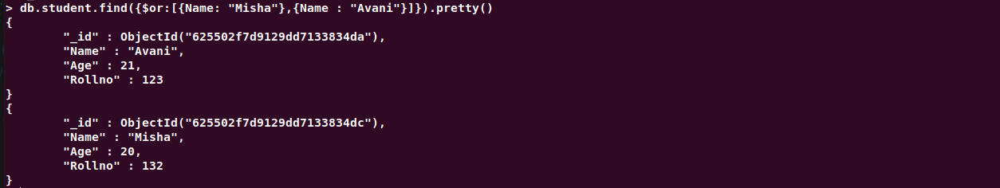 > db.student.find({$or:[{Name: "Misha"},{Name : "Avani"}]}).pretty()
{
"_id" : ObjectId("625502f7d9129dd7133834da"),
"Name" : "Avani",
"Age" : 21,
"Rollno" : 123
}
{
"_id" : ObjectId("625502f7d9129dd7133834dc"),
"Name" : "Misha",
"Age" : 20,
"Rollno" : 132
}